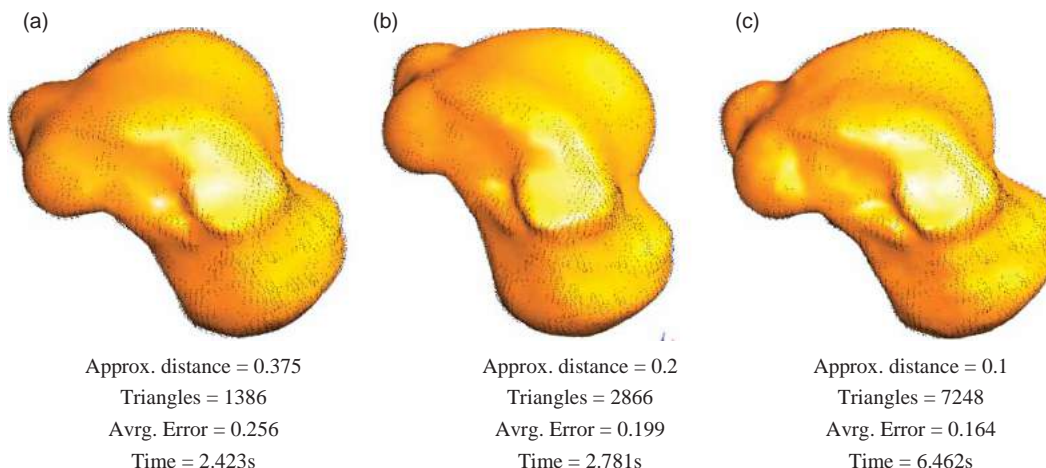 (a)
(b)
(c)
Approx. distance = 0.375
Triangles = 1386
Avrg. Error = 0.256
Time = 2.423s
Approx. distance = 0.2
Triangles = 2866
Avrg. Error = 0.199
Time = 2.781s
Approx. distance = 0.1
Triangles = 7248
Avrg. Error = 0.164
Time = 6.462s